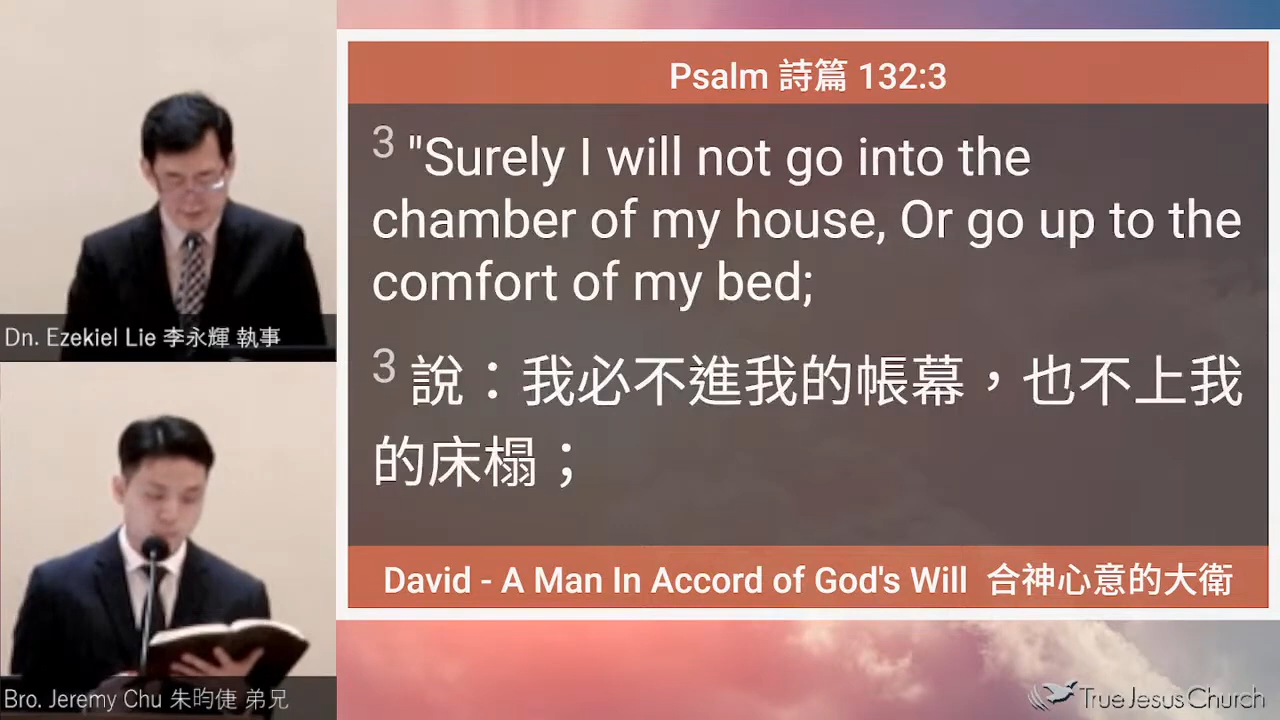 Psalm 詩篇 132:3
3 "Surely I will not go into the
chamber of my house, Or go up to the
comfort of my bed;
3 說：我必不進我的帳幕，也不上我
的床榻；
David - A Man In Accord of God's Will 合神心意的大衛
Dn. Ezekiel Lie 李永輝 執事
Bro. Jeremy Chu 朱昀倢 弟兄
True Jesus Church